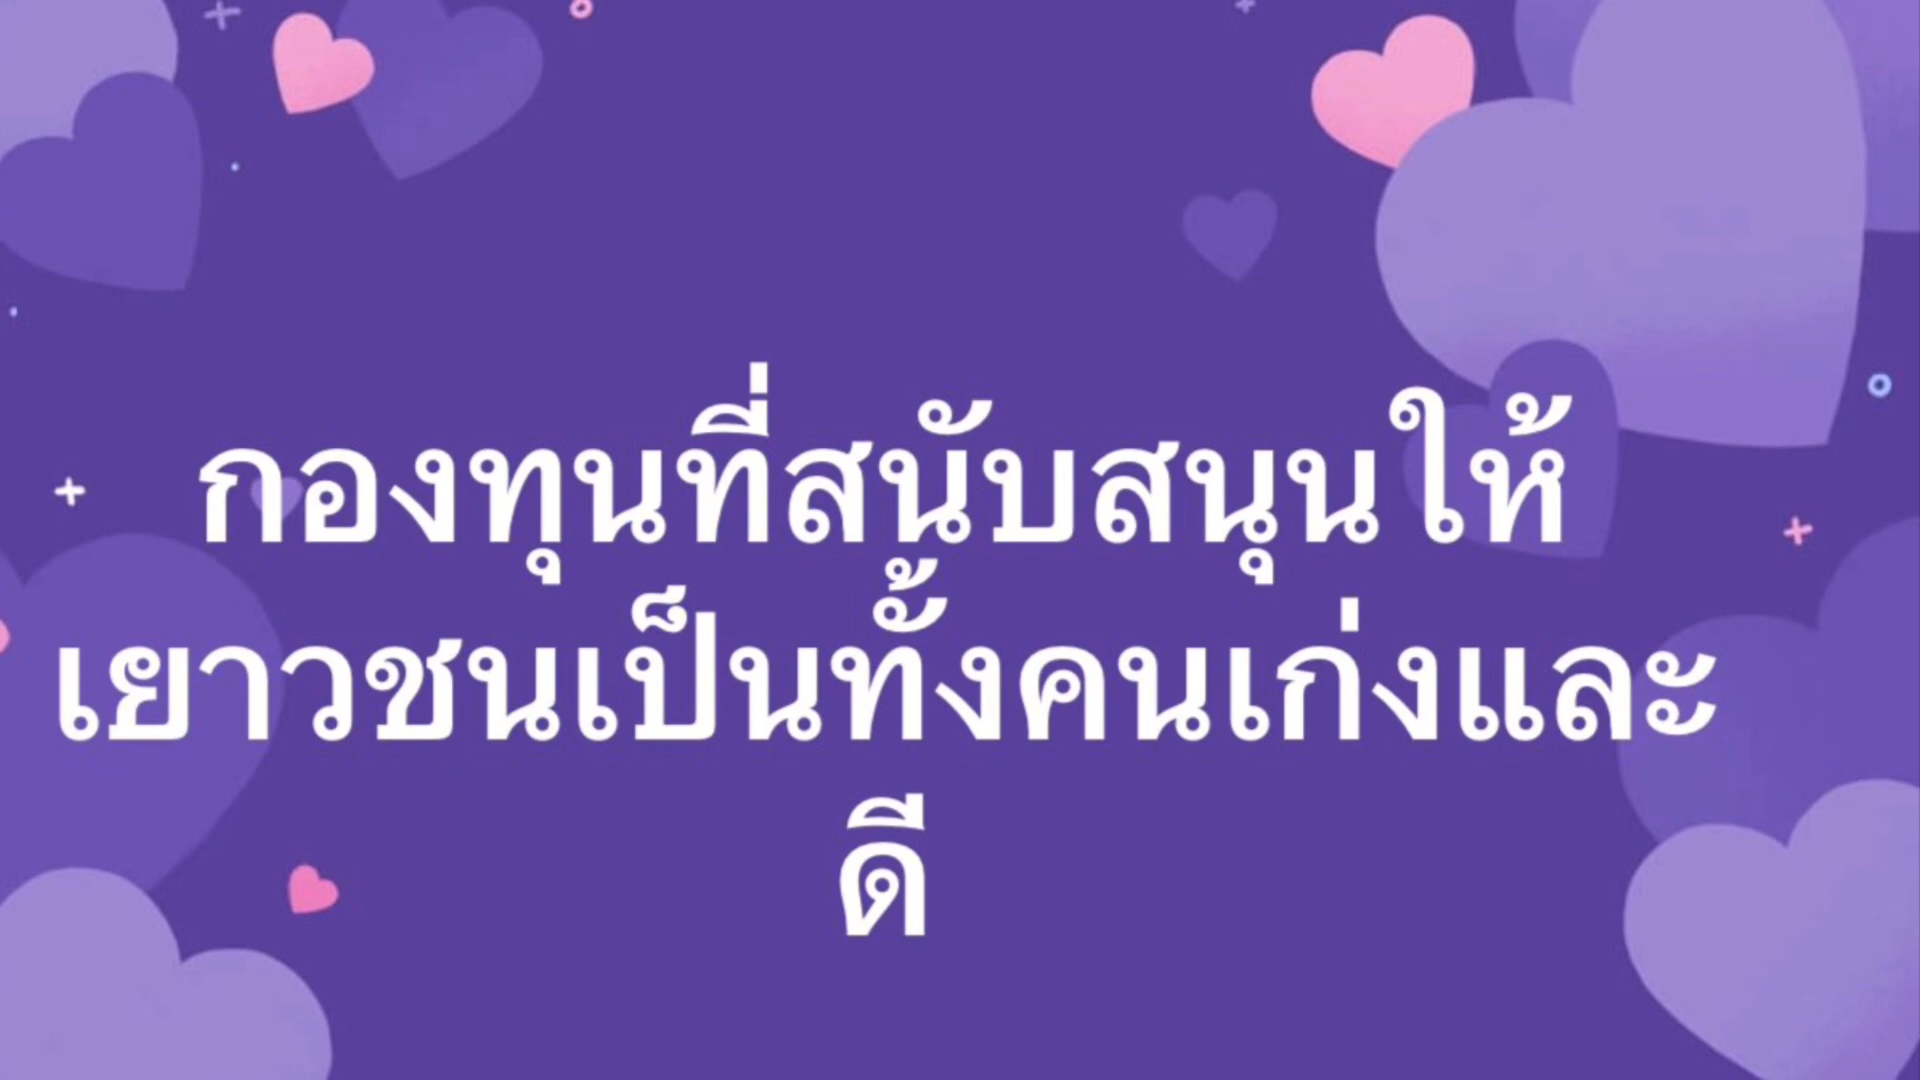 กองทุนที่สนับสนุนให้
เยาวชนเป็นทั้งคนเก่งและ
ดี